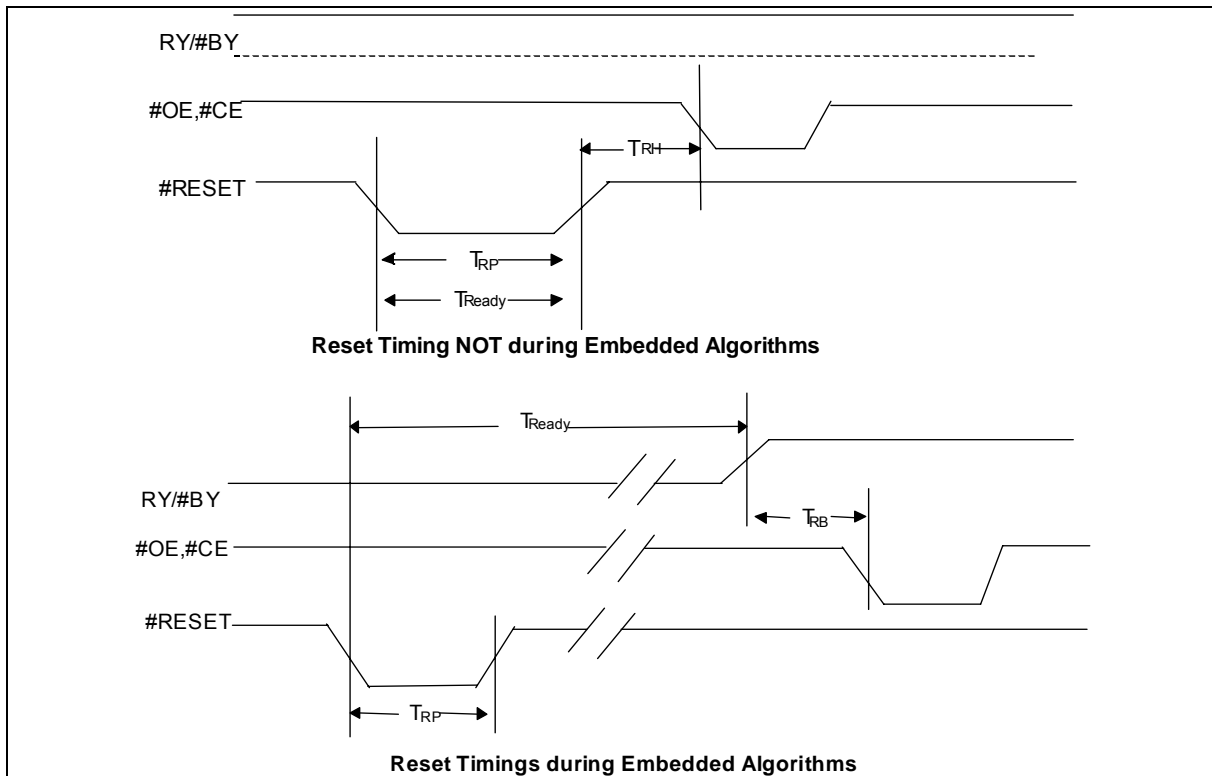 RY/#BY
#OE,#CE
TRH
#RESET
TRP
TReady
Reset Timing NOT during Embedded Algorithms
TReady
RY/#BY
TRB
#OE,#CE
#RESET
TRP
Reset Timings during Embedded Algorithms